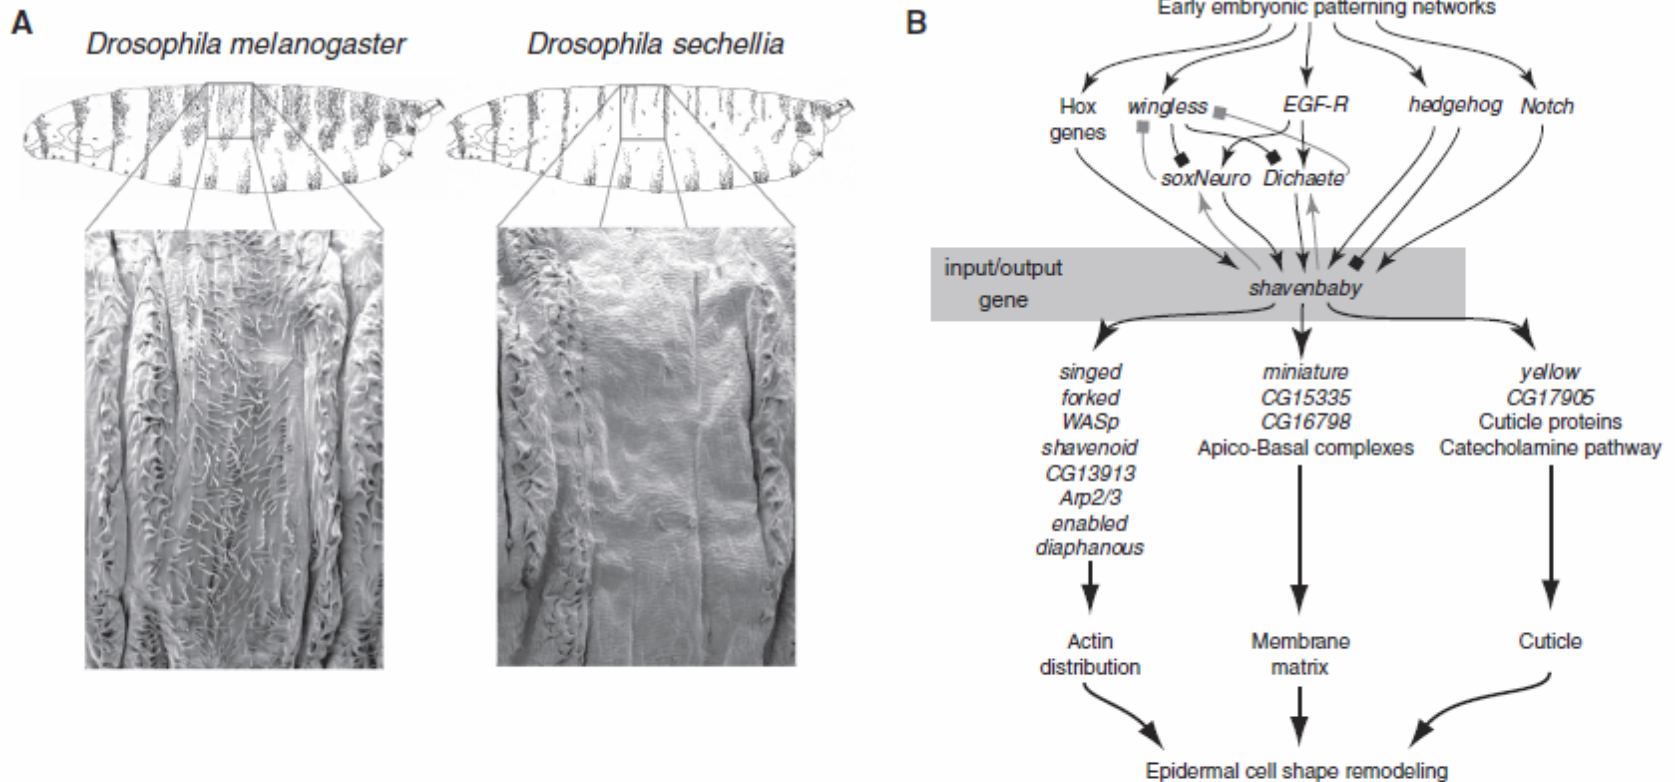 A
Drosophila melanogaster
Drosophila sechellia
B
Early embryonic patterning networks
Hox
genes
wingless
EGF-R
hedgehog
Notch
soxNeuro
Dichaete
input/output
gene
shavenbaby
singed
forked
WASp
shavenoid
CG13913
Arp2/3
enabled
diaphanous
miniature
CG15335
CG16798
Apico-Basal complexes
yellow
CG17905
Cuticle proteins
Catecholamine pathway
Actin
distribution
Membrane
matrix
Cuticle
Epidermal cell shape remodeling